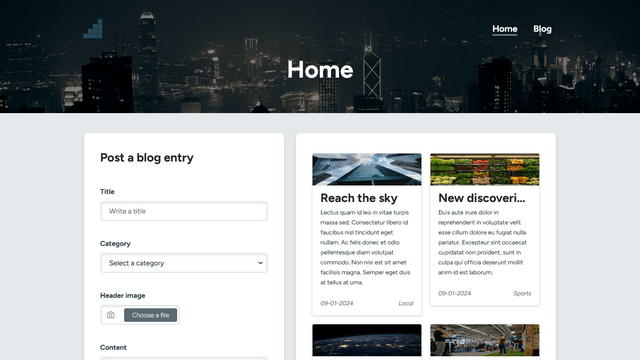 Home
Blog
Home
Post a blog entry
Title
Write a title
Category
Select a category
Header image
Choose a file
Content
Reach the sky
Lectus quam id leo in vitae turpis
massa sed. Consectetur libero id
faucibus nisl tincidunt eget
nullam. Ac felis donec et odio
pellentesque diam volutpat
commodo. Non nisi est sit amet
facilisis magna. Semper eget duis
at tellus at urna.
09-01-2024
Local
New discoveri...
Duis aute irure dolor in
reprehenderit in voluptate velit
esse cillum dolore eu fugiat nulla
pariatur. Excepteur sint occaecat
cupidatat non proident, sunt in
culpa qui officia deserunt mollit
anim id est laborum.
09-01-2024
Sports